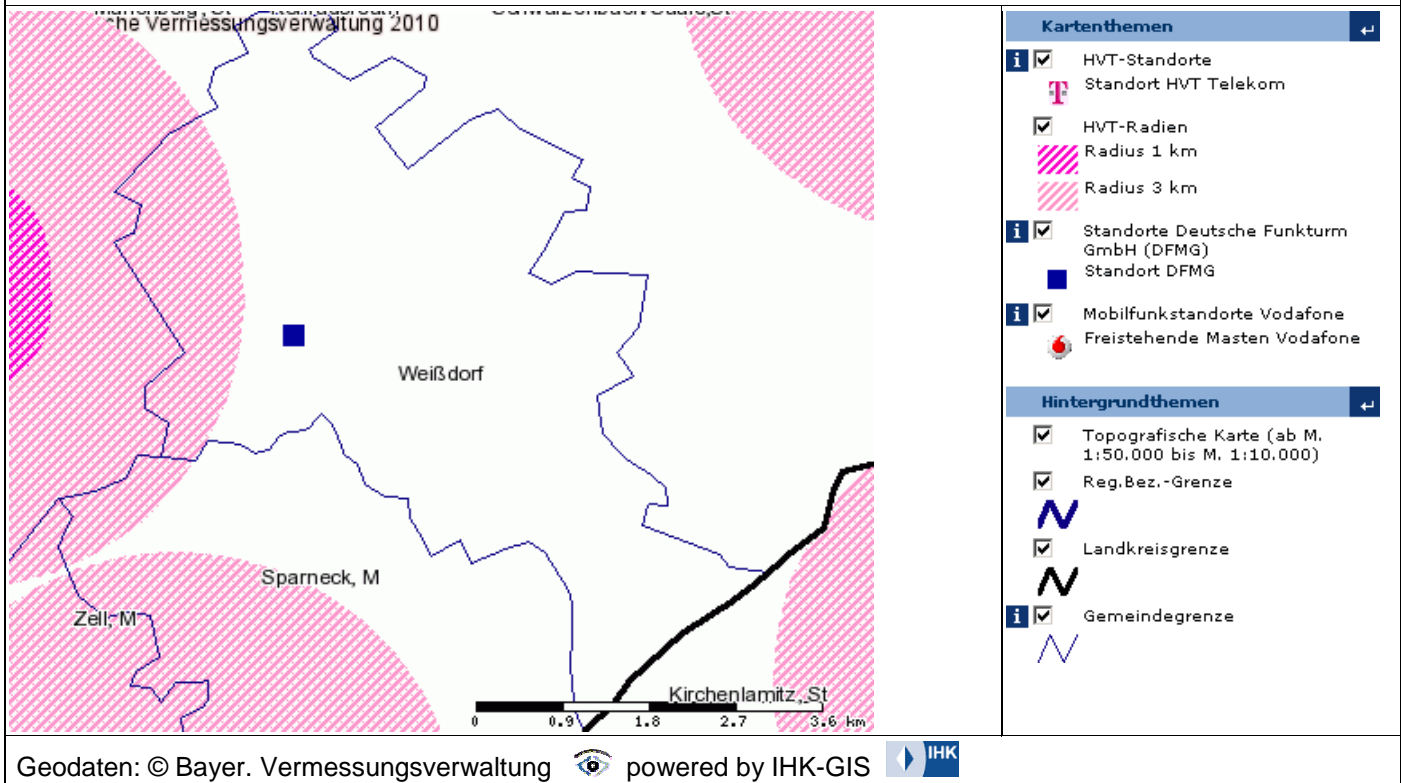 che Vermessungsverwaltung 2010
Weißdorf
Sparneck, M
Zell, M
Kirchenlamitz, St
0 0.9 1.8 2.7 3.6 km
Kartenthemen
HVT-Standorte
Standort HVT Telekom
HVT-Radien
Radius 1 km
Radius 3 km
Standorte Deutsche Funkturm
GmbH (DFMG)
Standort DFMG
Mobilfunkstandorte Vodafone
Freistehende Masten Vodafone
Hintergrundthemen
Topografische Karte (ab M.
1:50.000 bis M. 1:10.000)
Reg.Bez.-Grenze
Landkreisgrenze
Gemeindegrenze
Geodaten: © Bayer. Vermessungsverwaltung powered by IHK-GIS IHK